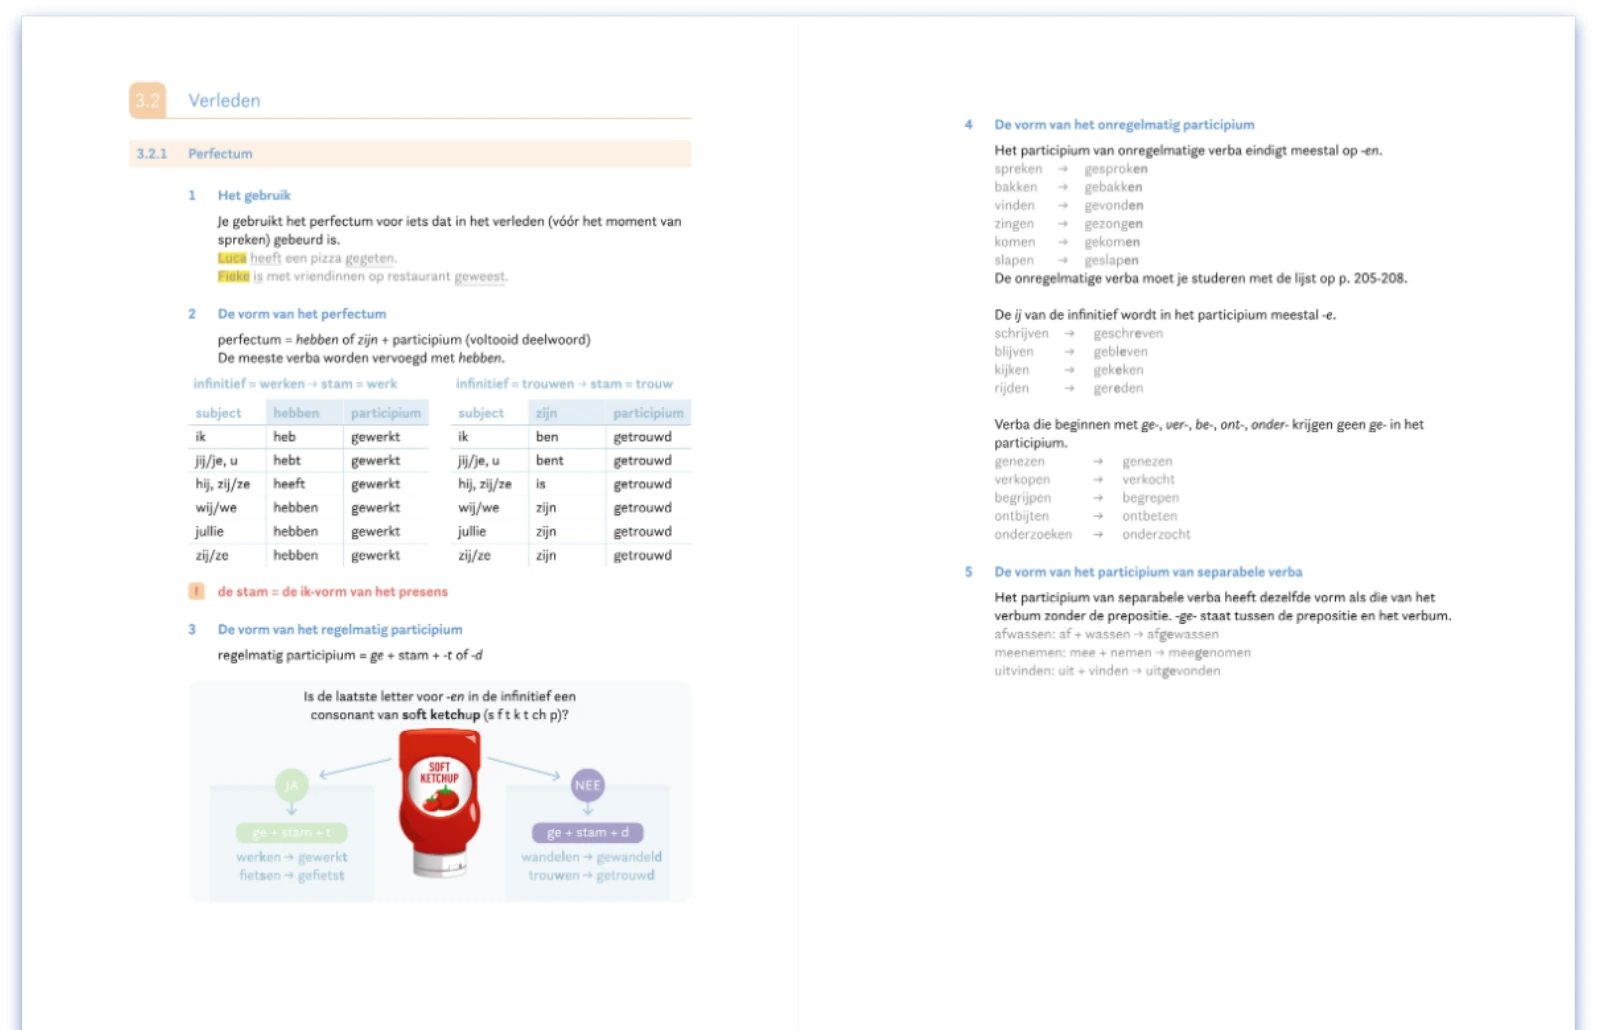 3.2 Verleden
3.2.1 Perfectum
1 Het gebruik
Je gebruikt het perfectum voor iets dat in het verleden (vóór het moment van
spreken) gebeurd is.
Luca heeft een pizza gegeten.
Fieke is met vriendinnen op restaurant geweest.
2 De vorm van het perfectum
perfectum = hebben of zijn + participium (voltooid deelwoord)
De meeste verba worden vervoegd met hebben.
infinitief = werken → stam = werk
subject hebben participium
ik heb gewerkt
jij/je, u hebt gewerkt
hij, zij/ze heeft gewerkt
wij/we hebben gewerkt
jullie hebben gewerkt
zij/ze hebben gewerkt
infinitief = trouwen → stam = trouw
subject zijn participium
ik ben getrouwd
jij/je, u bent getrouwd
hij, zij/ze is getrouwd
wij/we zijn getrouwd
jullie zijn getrouwd
zij/ze zijn getrouwd
! de stam = de ik-vorm van het presens
3 De vorm van het regelmatig participium
regelmatig participium = ge + stam + -t of -d
Is de laatste letter voor -en in de infinitief een
consonant van soft ketchup (s f t k t ch p)?
SOFT
KETCHUP
JA
ge + stam + t
werken → gewerkt
fietsen → gefietst
NEE
ge + stam + d
wandelen → gewandeld
trouwen → getrouwd
4 De vorm van het onregelmatig participium
Het participium van onregelmatige verba eindigt meestal op -en.
spreken → gesproken
bakken → gebakken
vinden → gevonden
zingen → gezongen
komen → gekomen
slapen → geslapen
De onregelmatige verba moet je studeren met de lijst op p. 205-208.
De ij van de infinitief wordt in het participium meestal -e.
schrijven → geschreven
blijven → gebleven
kijken → gekeken
rijden → gereden
Verba die beginnen met ge-, ver-, be-, ont-, onder- krijgen geen ge- in het
participium.
genezen → genezen
verkopen → verkocht
begrijpen → begrepen
ontbijten → ontbeten
onderzoeken → onderzocht
5 De vorm van het participium van separabele verba
Het participium van separabele verba heeft dezelfde vorm als die van het
verbum zonder de prepositie. -ge- staat tussen de prepositie en het verbum.
afwassen: af + wassen → afgewassen
meenemen: mee + nemen → meegenomen
uitvinden: uit + vinden → uitgevonden